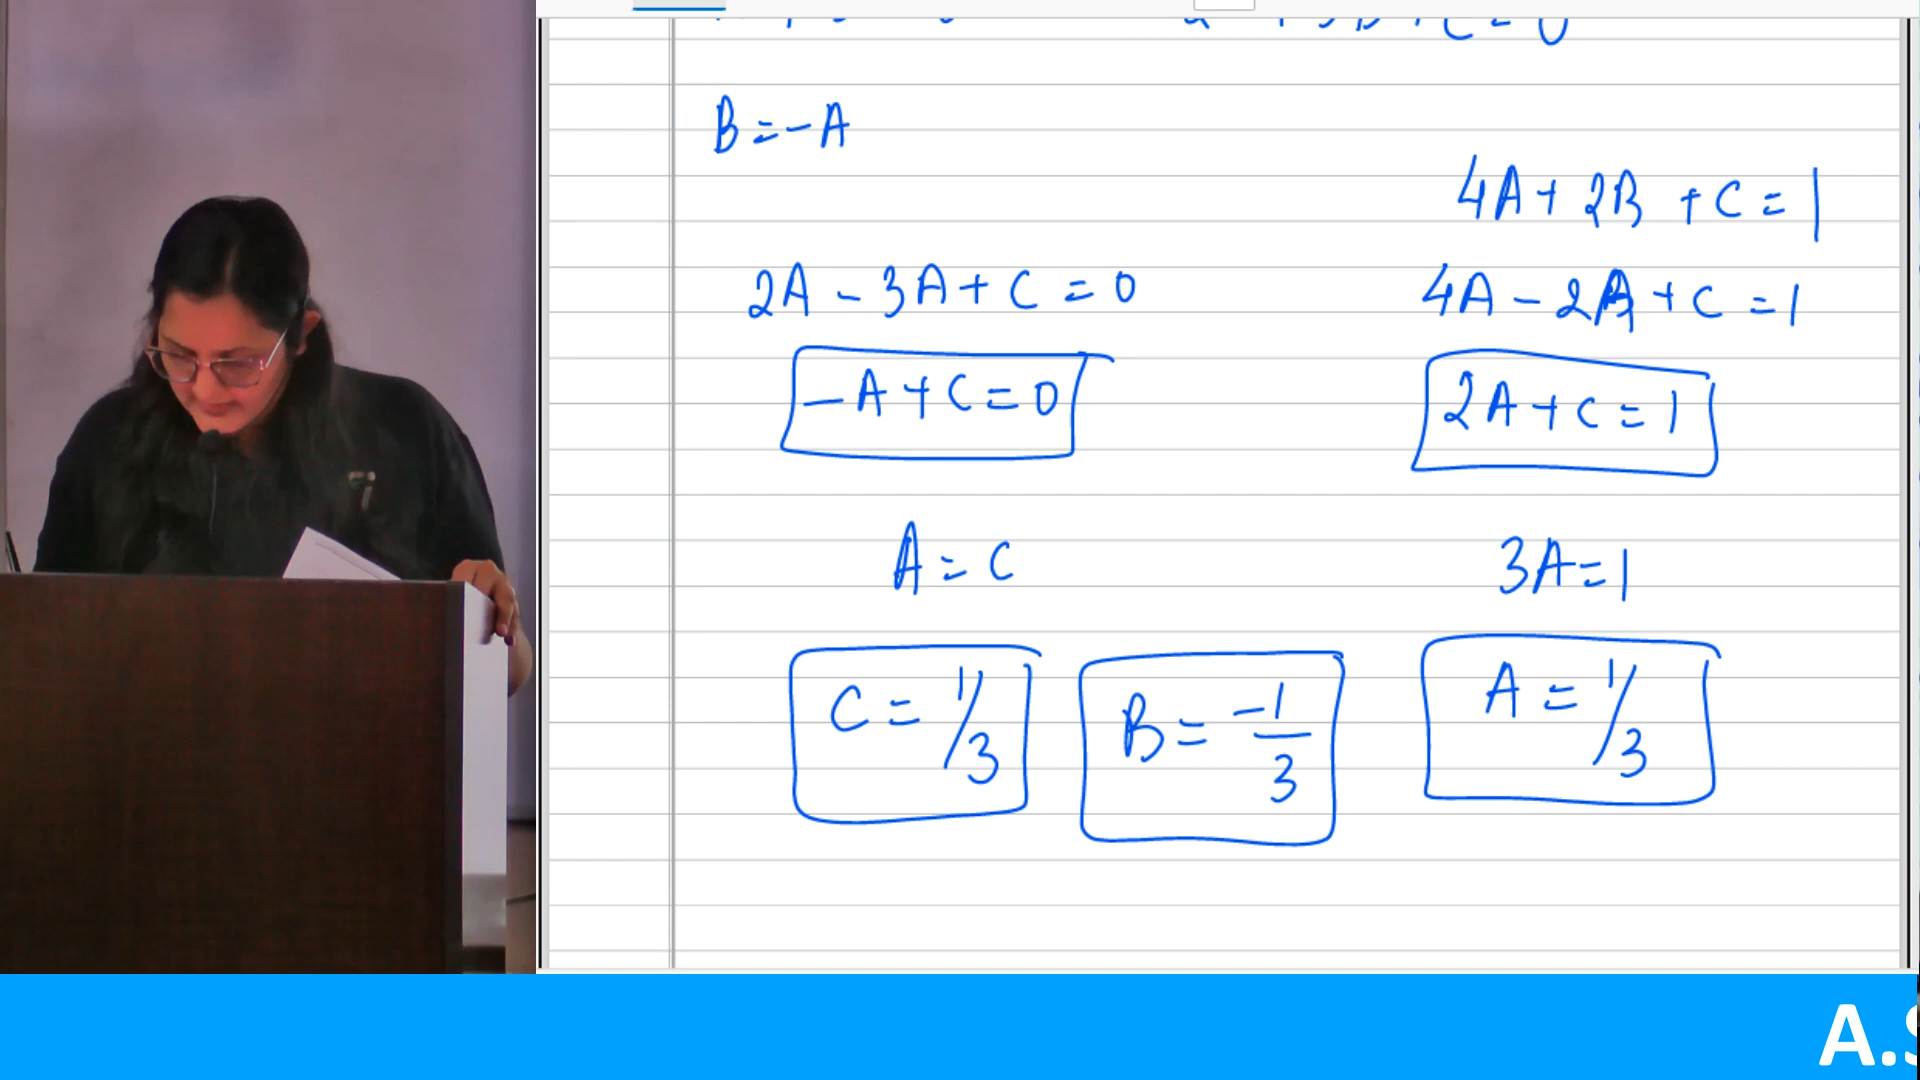 B = -A
4A + 2B + C = 1
2A - 3A + C = 0
4A - 2A + C = 1
-A + C = 0
2A + C = 1
A = C
3A = 1
C = 1/3
B = -1/3
A = 1/3